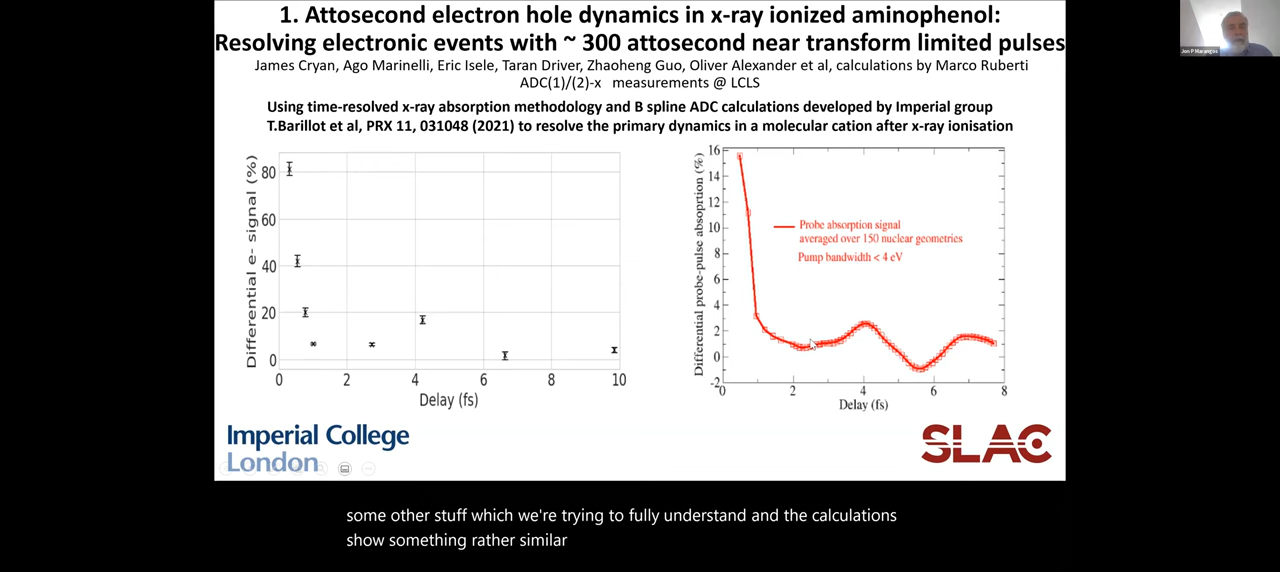 1. Attosecond electron hole dynamics in x-ray ionized aminophenol:
Resolving electronic events with ~ 300 attosecond near transform limited pulses
James Cryan, Ago Marinelli, Eric Isele, Taran Driver, Zhaoheng Guo, Oliver Alexander et al, calculations by Marco Ruberti
ADC(1)/(2)-x measurements @ LCLS
Using time-resolved x-ray absorption methodology and B spline ADC calculations developed by Imperial group
T.Barillot et al, PRX 11, 031048 (2021) to resolve the primary dynamics in a molecular cation after x-ray ionisation
Differential e- signal (%)
80
60
40
20
0
0 2 4 6 8 10
Delay (fs)
Differential probe-pulse absoprtion (%)
16
14
12
10
8
6
4
2
0
-2
0 2 4 6 8
Delay (fs)
Probe absorption signal
averaged over 150 nuclear geometries
Pump bandwidth < 4 eV
Imperial College
London
SLAC
Jon P Marangos
some other stuff which we're trying to fully understand and the calculations
show something rather similar